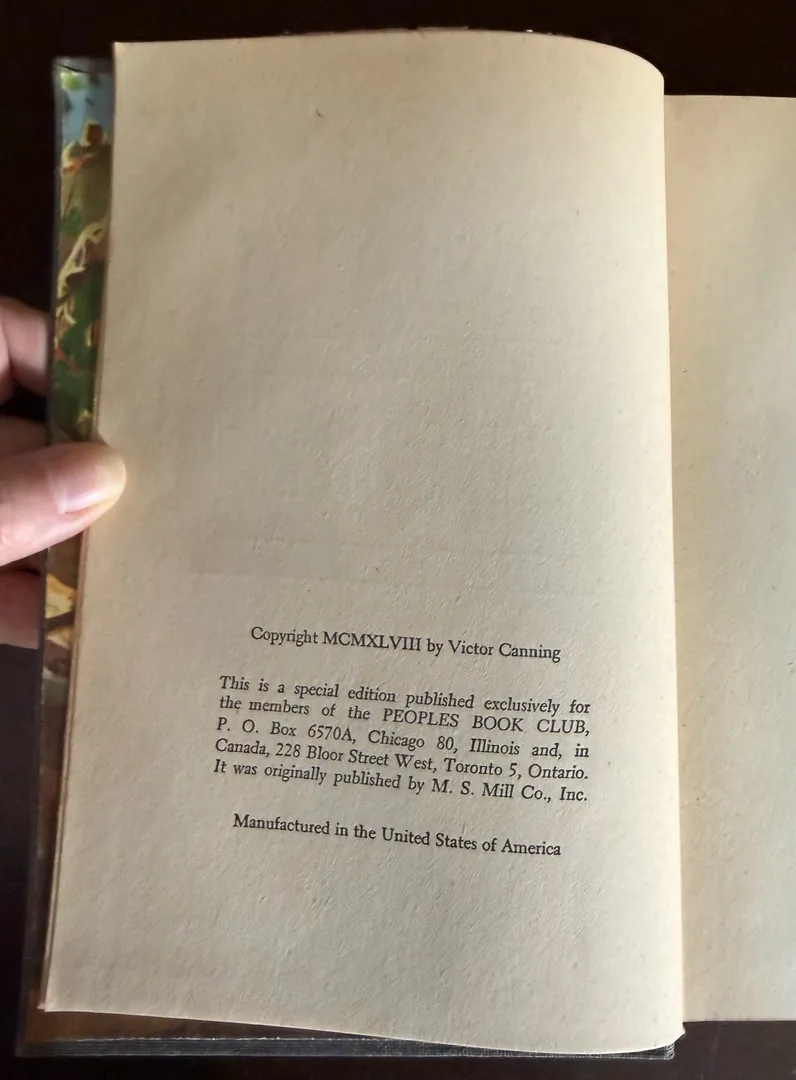 Copyright MCMXLVIII by Victor Canning
This is a special edition published exclusively for
the members of the PEOPLES BOOK CLUB,
P. O. Box 6570A, Chicago 80, Illinois and, in
Canada, 228 Bloor Street West, Toronto 5, Ontario.
It was originally published by M. S. Mill Co., Inc.
Manufactured in the United States of America